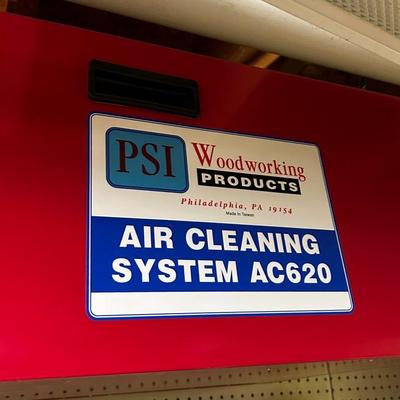 PSI
Woodworking
PRODUCTS
Philadelphia, PA 19154
Made In Taiwan
AIR CLEANING
SYSTEM AC620